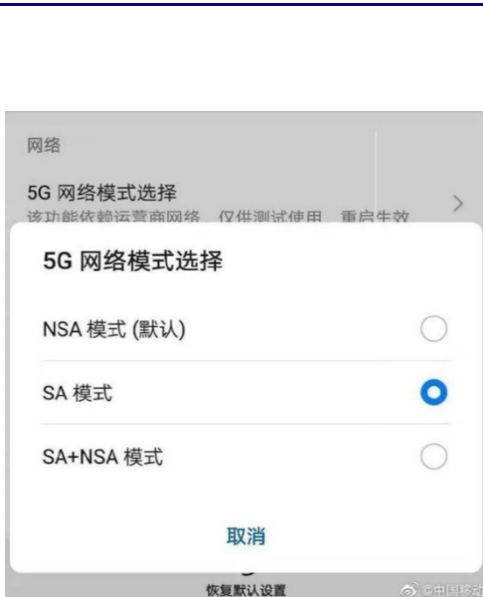 网络
5G 网络模式选择
该功能依赖运营商网络，仅供测试使用，重启生效
5G 网络模式选择
NSA 模式 (默认)
SA 模式
SA+NSA 模式
取消
恢复默认设置
@中国移动